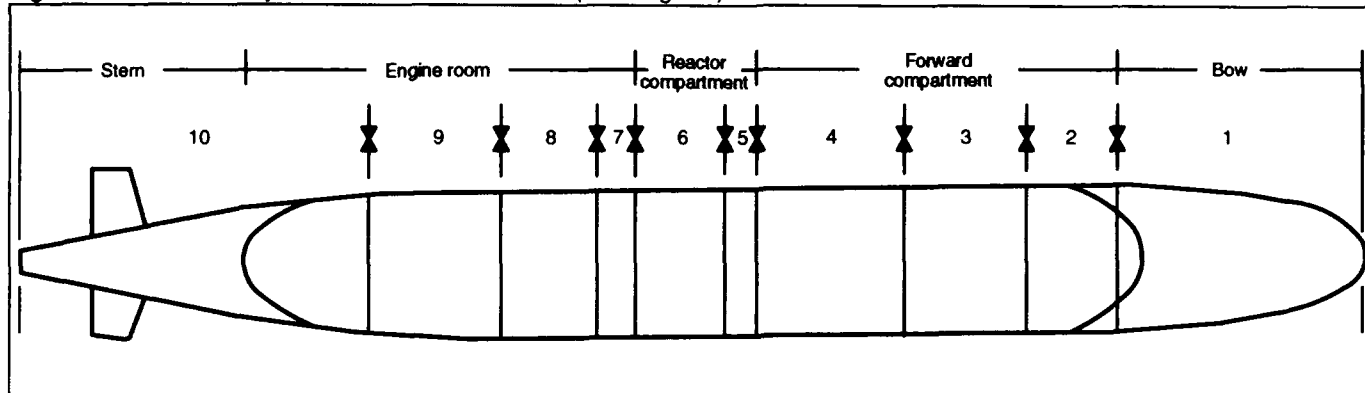 Stern
Engine room
Reactor
compartment
Forward
compartment
Bow
10
9
8
7
6
5
4
3
2
1